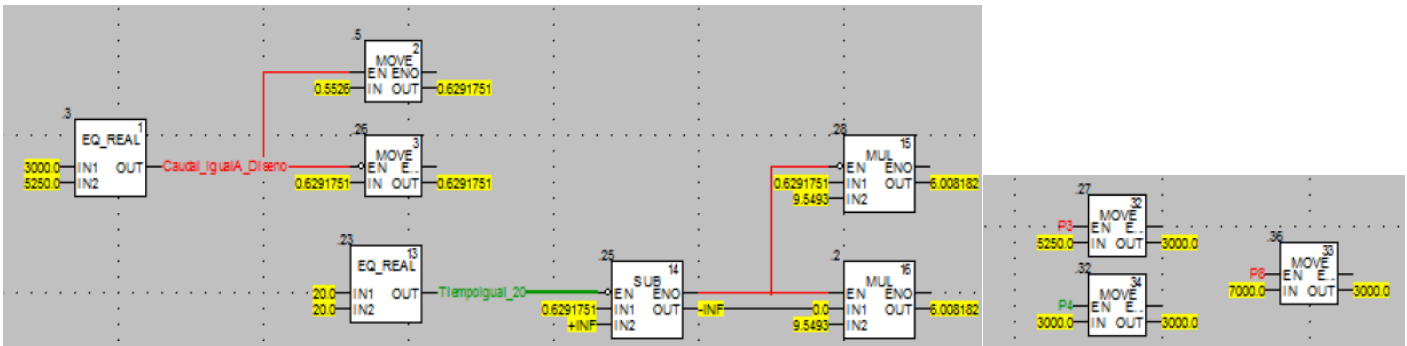 .5
2
MOVE
EN ENO
0.5526 IN OUT 0.6291751
.3
1
EQ_REAL
3000.0 IN1 OUT Caudal_IgualA_Diseno
5250.0 IN2
.26
3
MOVE
EN E..
0.6291751 IN OUT 0.6291751
.28
15
MUL
EN ENO
0.6291751 IN1 OUT 6.008182
9.5493 IN2
.23
13
EQ_REAL
20.0 IN1 OUT TiempoIgual_20
20.0 IN2
.25
14
SUB
EN ENO
0.6291751 IN1 OUT -INF
+INF IN2
.2
16
MUL
EN ENO
0.0 IN1 OUT 6.008182
9.5493 IN2
.27
32
MOVE
P3 EN E..
5250.0 IN OUT 3000.0
.32
34
MOVE
P4 EN E..
3000.0 IN OUT 3000.0
.36
33
MOVE
P6 EN E..
7000.0 IN OUT 3000.0